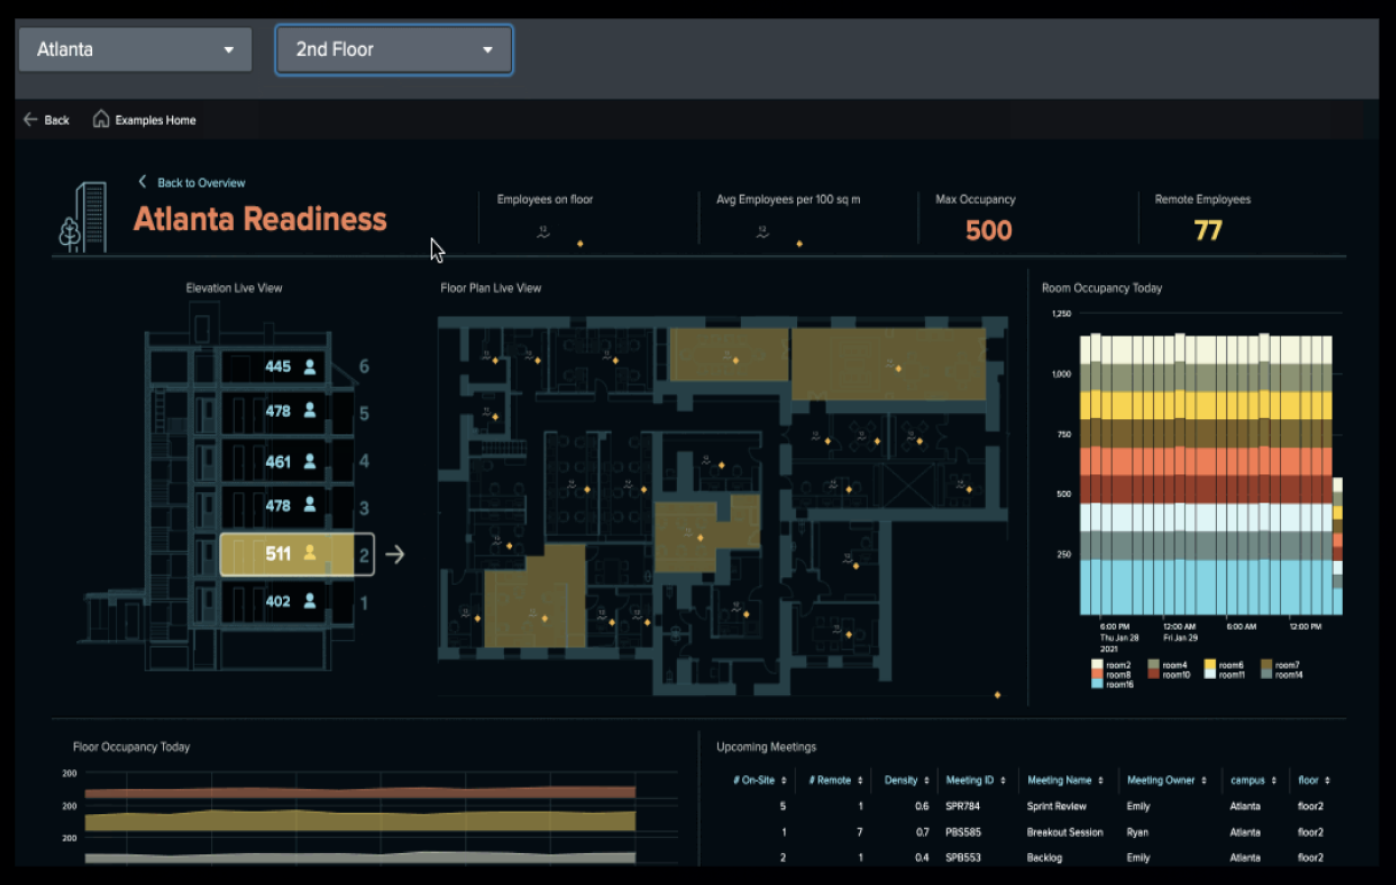 Atlanta
2nd Floor
Back
Examples Home
Back to Overview
Atlanta Readiness
Employees on floor
Avg Employees per 100 sq m
Max Occupancy
500
Remote Employees
77
Elevation Live View
445 6
478 5
461 4
478 3
511 2
402 1
Floor Plan Live View
Room Occupancy Today
1,250
1,000
750
500
250
6:00 PM 12:00 AM 6:00 AM 12:00 PM
Thu Jan 28 Fri Jan 29
2021
room2 room4 room6 room7
room8 room10 room11 room14
room16
Floor Occupancy Today
200
200
200
Upcoming Meetings
# On-Site # Remote Density Meeting ID Meeting Name Meeting Owner campus floor
5 1 0.6 SPR784 Sprint Review Emily Atlanta floor2
1 7 0.7 PBS585 Breakout Session Ryan Atlanta floor2
2 1 0.4 SPB553 Backlog Emily Atlanta floor2